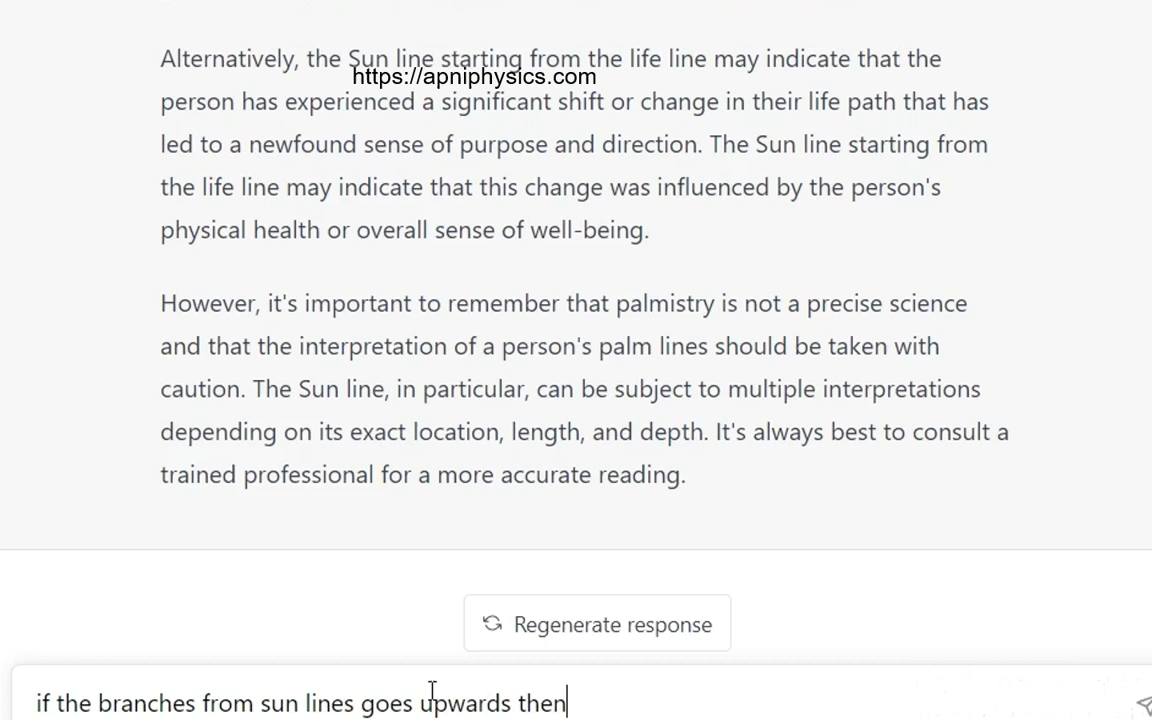 Alternatively, the Sun line starting from the life line may indicate that the
https://apniphysics.com
person has experienced a significant shift or change in their life path that has
led to a newfound sense of purpose and direction. The Sun line starting from
the life line may indicate that this change was influenced by the person's
physical health or overall sense of well-being.
However, it's important to remember that palmistry is not a precise science
and that the interpretation of a person's palm lines should be taken with
caution. The Sun line, in particular, can be subject to multiple interpretations
depending on its exact location, length, and depth. It's always best to consult a
trained professional for a more accurate reading.
Regenerate response
if the branches from sun lines goes upwards then